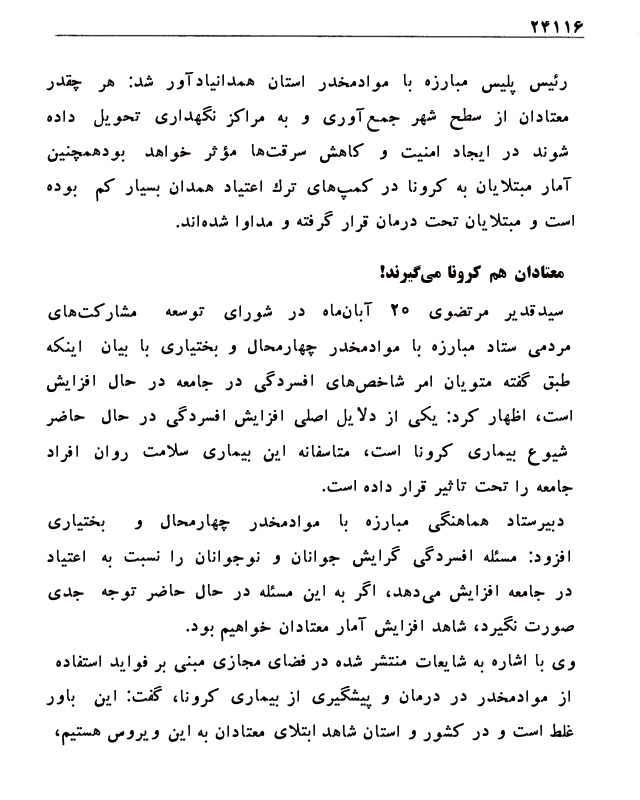 ۲۴۱۱۶
رئیس پلیس مبارزه با موادمخدر استان همدانیادآور شد: هر چقدر
معتادان از سطح شهر جمع‌آوری و به مراکز نگهداری تحویل داده
شوند در ایجاد امنیت و کاهش سرقت‌ها مؤثر خواهد بودهمچنین
آمار مبتلایان به کرونا در کمپ‌های ترك اعتیاد همدان بسیار کم بوده
است و مبتلایان تحت درمان قرار گرفته و مداوا شده‌اند.
معتادان هم کرونا می‌گیرند!
سیدقدیر مرتضوی ۲۰ آبان‌ماه در شورای توسعه مشارکت‌های
مردمی ستاد مبارزه با موادمخدر چهارمحال و بختیاری با بیان اینکه
طبق گفته متویان امر شاخص‌های افسردگی در جامعه در حال افزایش
است، اظهار کرد: یکی از دلایل اصلی افزایش افسردگی در حال حاضر
شیوع بیماری کرونا است، متاسفانه این بیماری سلامت روان افراد
جامعه را تحت تاثیر قرار داده است.
دبیرستاد هماهنگی مبارزه با موادمخدر چهارمحال و بختیاری
افزود: مسئله افسردگی گرایش جوانان و نوجوانان را نسبت به اعتیاد
در جامعه افزایش می‌دهد، اگر به این مسئله در حال حاضر توجه جدی
صورت نگیرد، شاهد افزایش آمار معتادان خواهیم بود.
وی با اشاره به شایعات منتشر شده در فضای مجازی مبنی بر فواید استفاده
از موادمخدر در درمان و پیشگیری از بیماری کرونا، گفت: این باور
غلط است و در کشور و استان شاهد ابتلای معتادان به این ویروس هستیم،